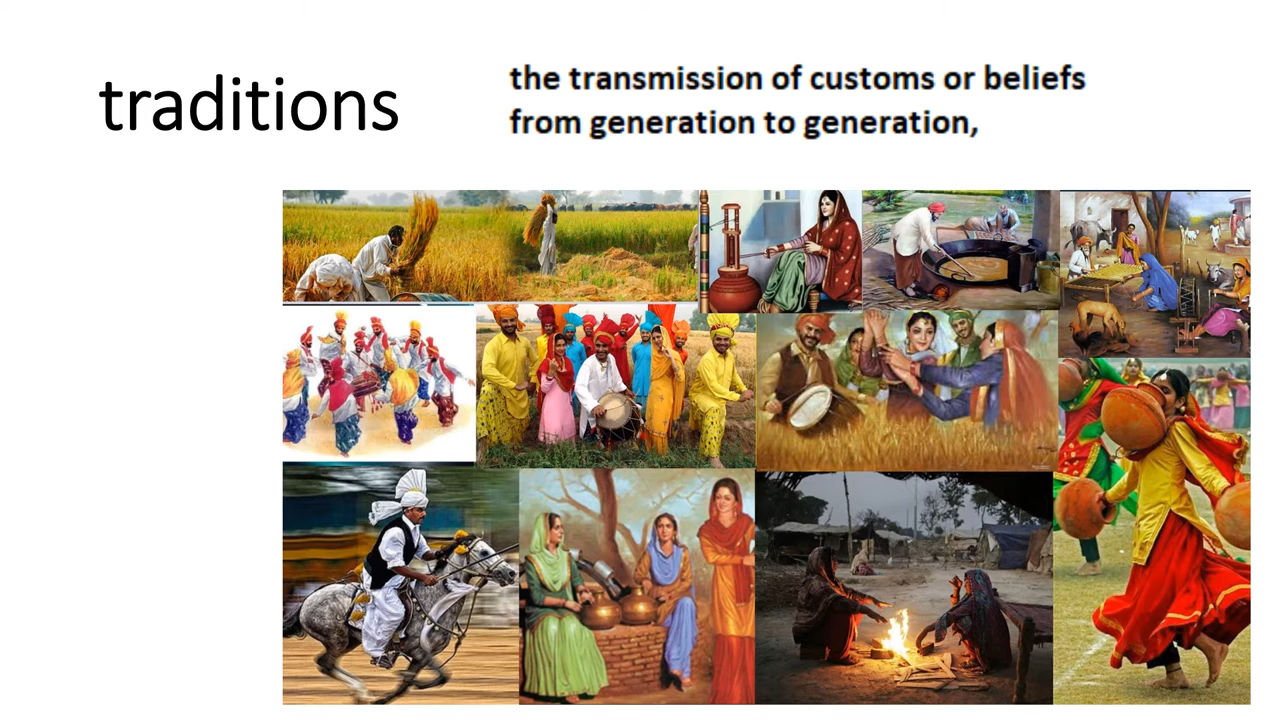 traditions
the transmission of customs or beliefs
from generation to generation,